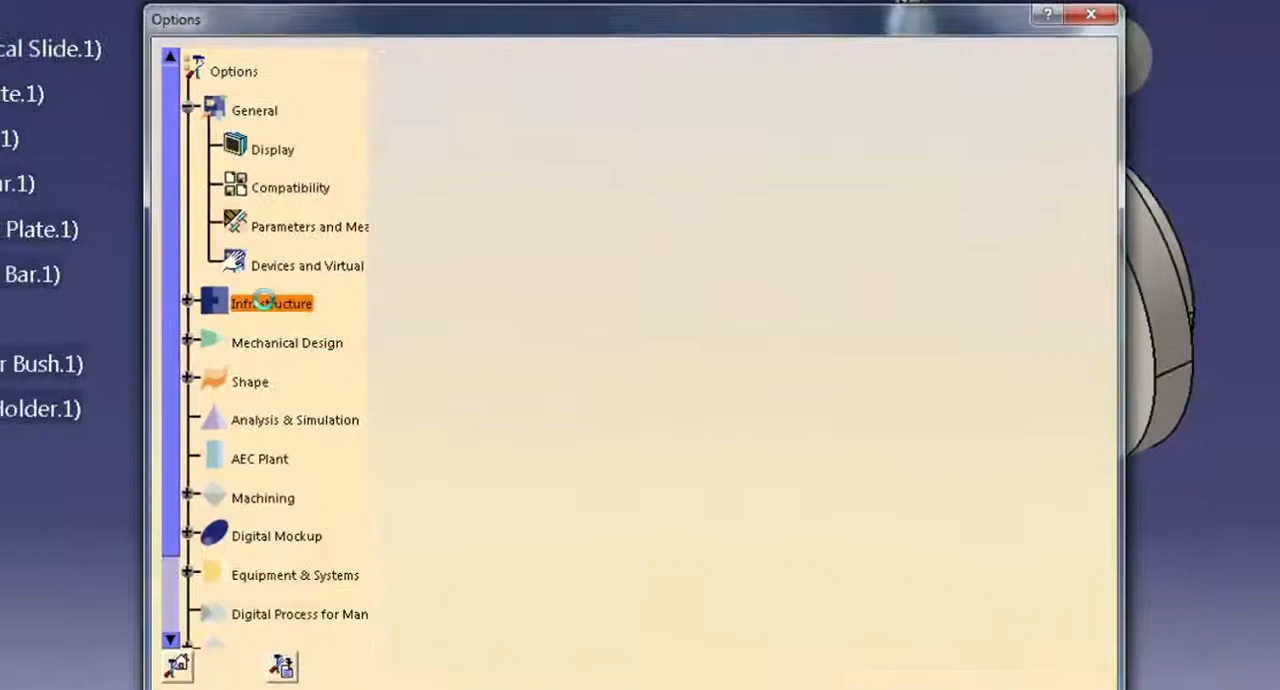 Options
cal Slide.1)
te.1)
1)
r.1)
Plate.1)
Bar.1)
r Bush.1)
Holder.1)
Options
General
Display
Compatibility
Parameters and Mea
Devices and Virtual
Infrastructure
Mechanical Design
Shape
Analysis & Simulation
AEC Plant
Machining
Digital Mockup
Equipment & Systems
Digital Process for Man